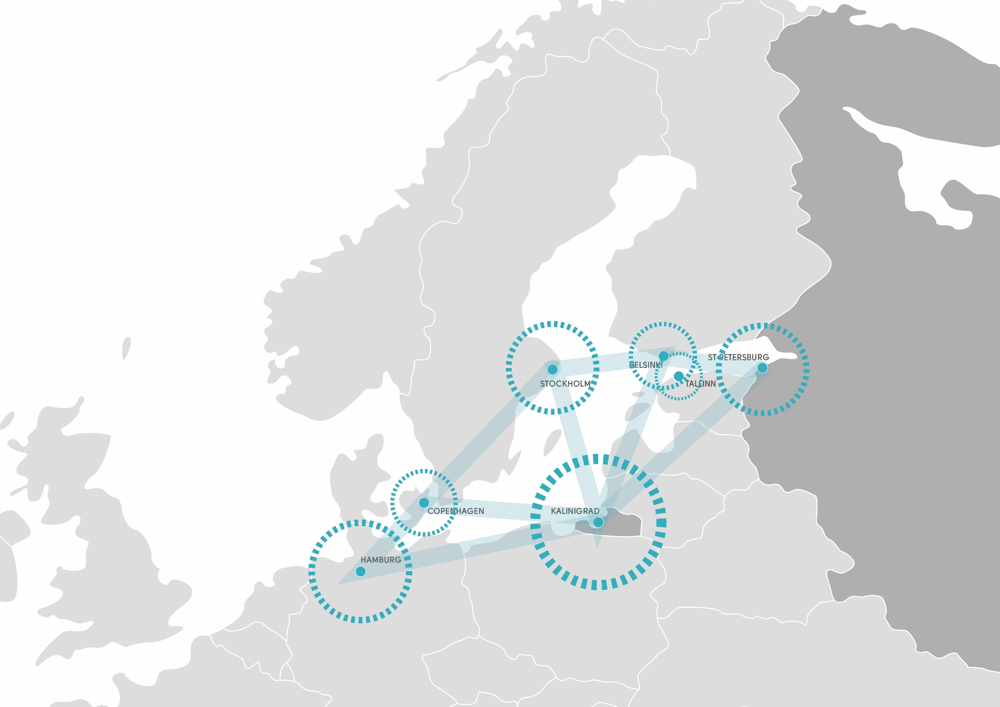 ST PETERSBURG
HELSINKI
STOCKHOLM
TALLINN
COPENHAGEN
KALINIGRAD
HAMBURG